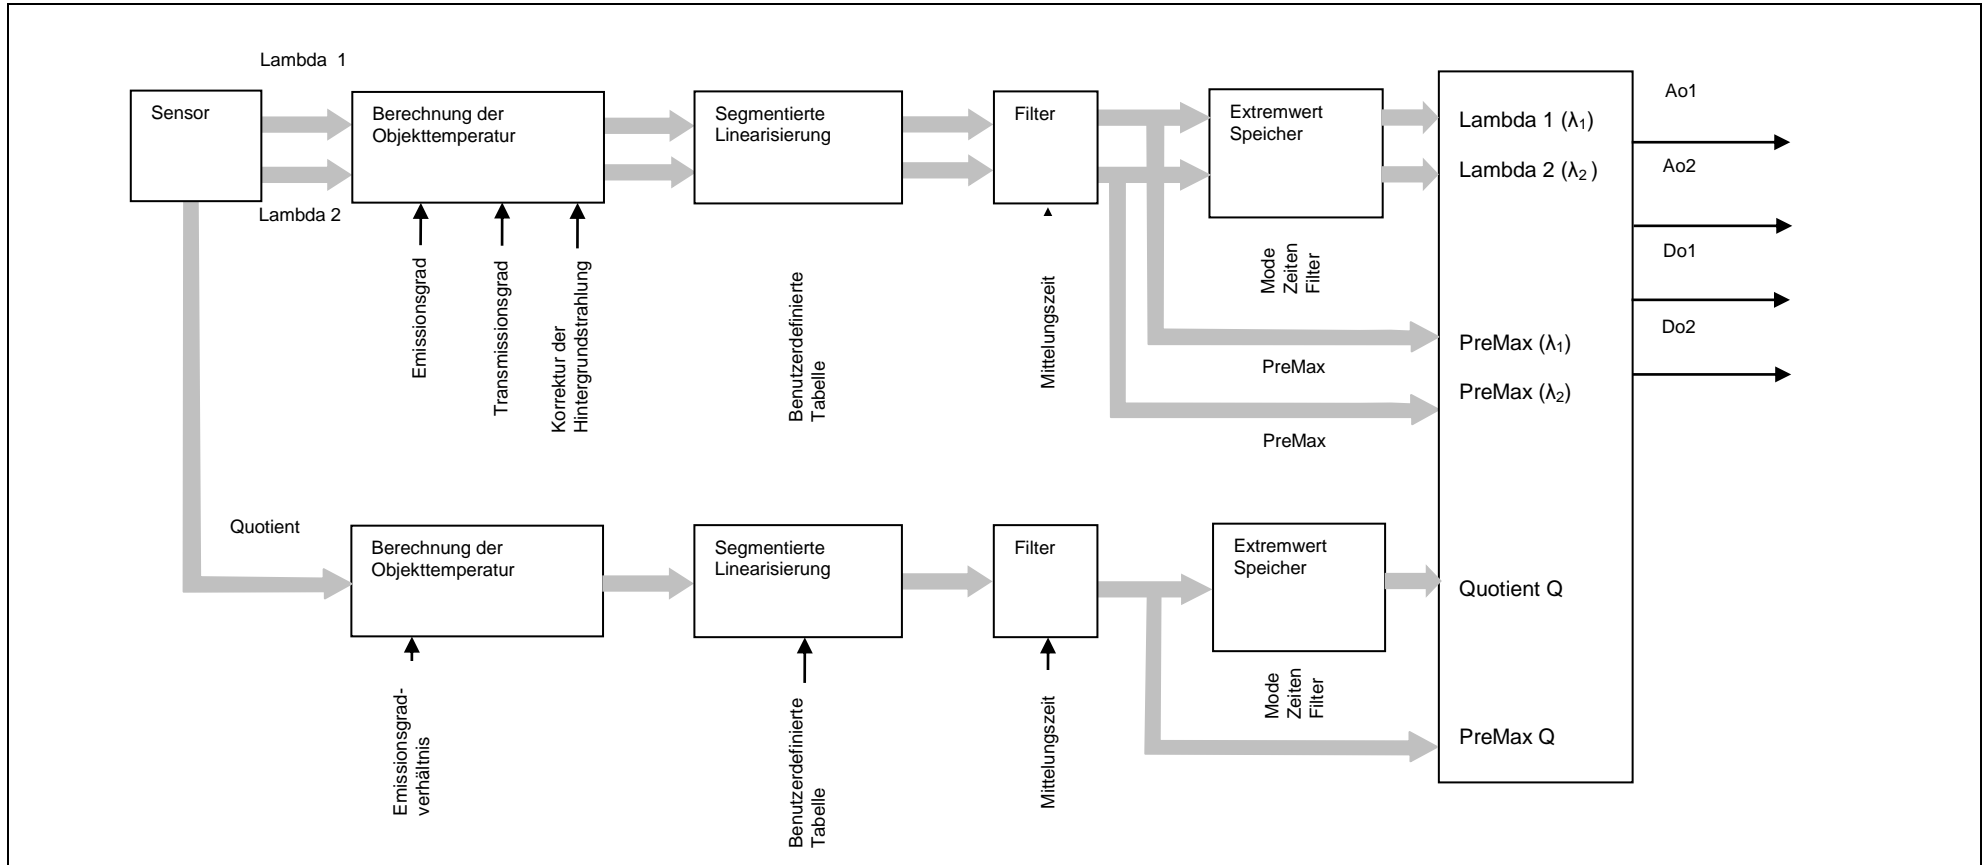 Lambda 1
Sensor
Lambda 2
Berechnung der
Objekttemperatur
Emissionsgrad
Transmissionsgrad
Korrektur der
Hintergrundstrahlung
Segmentierte
Linearisierung
Benutzerdefinierte
Tabelle
Filter
Mittelungszeit
Extremwert
Speicher
Mode
Zeiten
Filter
PreMax
PreMax
Lambda 1 (λ₁)
Lambda 2 (λ₂ )
PreMax (λ₁)
PreMax (λ₂)
Ao1
Ao2
Do1
Do2
Quotient
Berechnung der
Objekttemperatur
Emissionsgrad-
verhältnis
Segmentierte
Linearisierung
Benutzerdefinierte
Tabelle
Filter
Mittelungszeit
Extremwert
Speicher
Mode
Zeiten
Filter
Quotient Q
PreMax Q